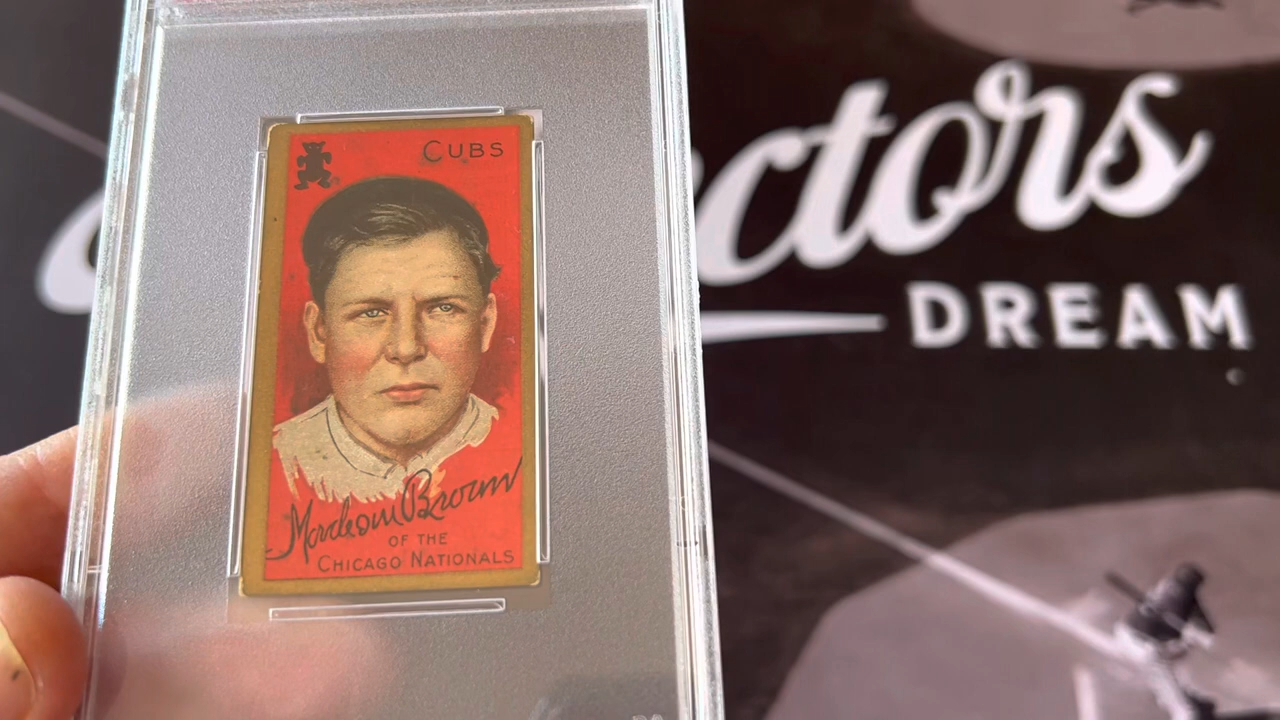 CUBS
Mordecai Brown
OF THE
CHICAGO NATIONALS
ctors
DREAM